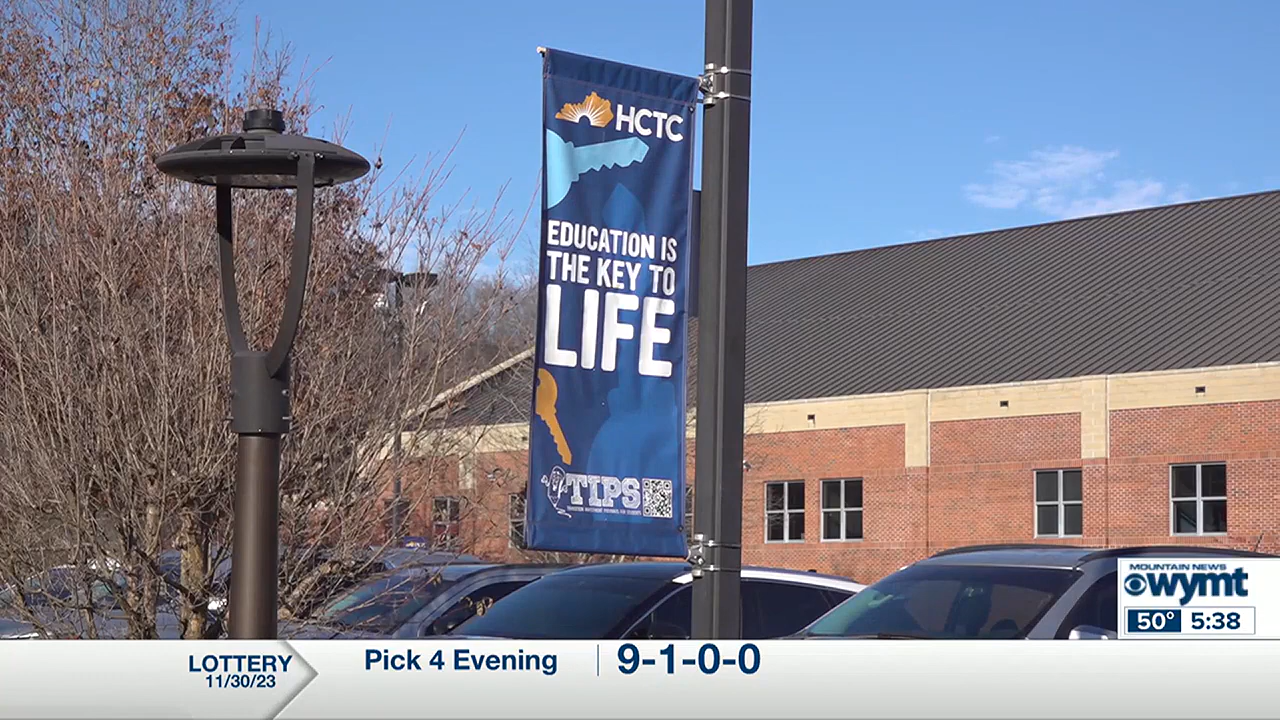 HCTC
EDUCATION IS
THE KEY TO
LIFE
TIPS
MOUNTAIN NEWS
wymt
50° 5:38
LOTTERY
11/30/23
Pick 4 Evening
9-1-0-0